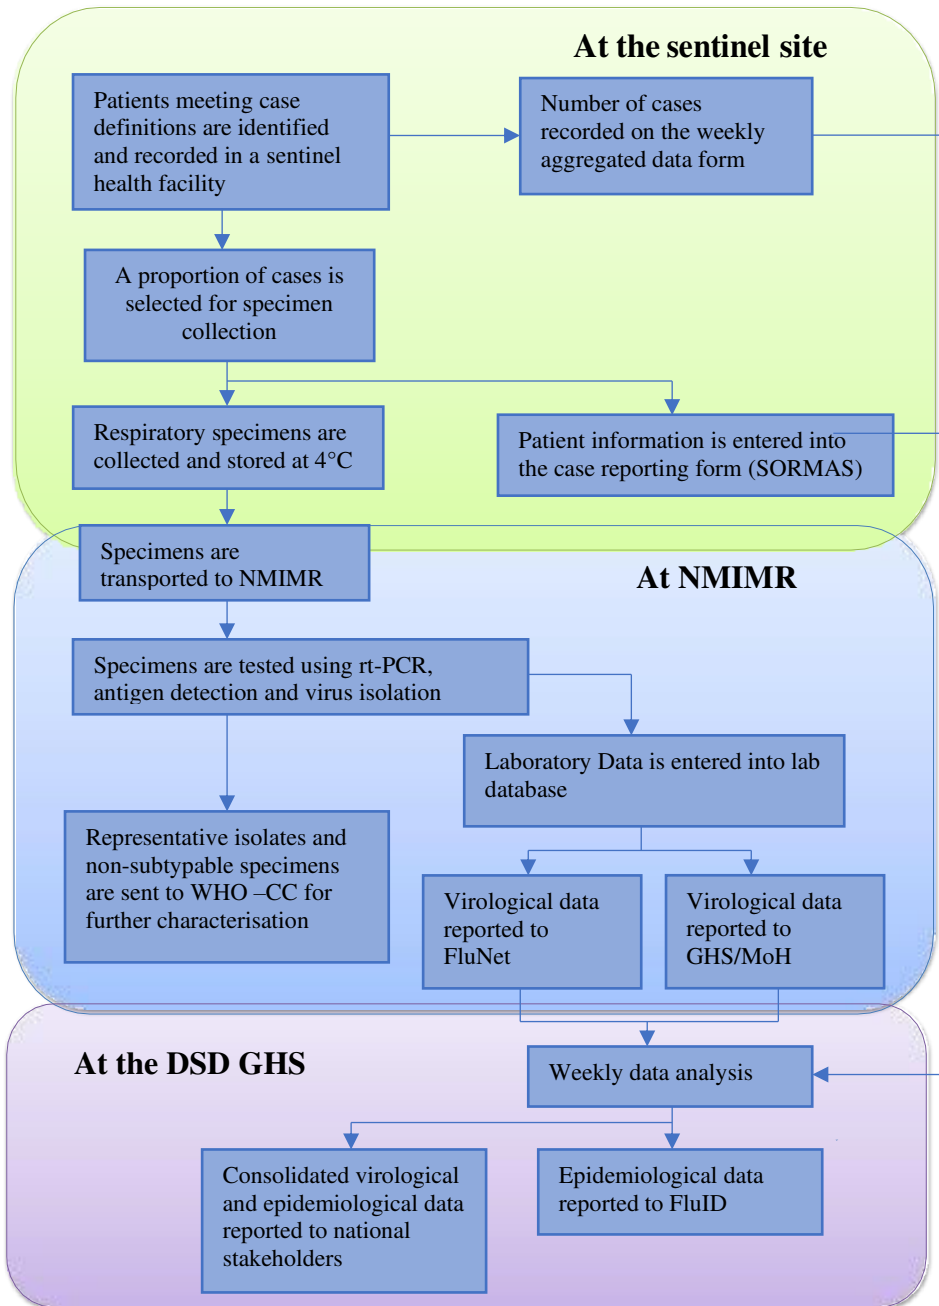 At the sentinel site
Patients meeting case
definitions are identified
and recorded in a sentinel
health facility
Number of cases
recorded on the weekly
aggregated data form
A proportion of cases is
selected for specimen
collection
Respiratory specimens are
collected and stored at 4°C
Patient information is entered into
the case reporting form (SORMAS)
Specimens are
transported to NMIMR
At NMIMR
Specimens are tested using rt-PCR,
antigen detection and virus isolation
Laboratory Data is entered into lab
database
Representative isolates and
non-subtypable specimens
are sent to WHO –CC for
further characterisation
Virological data
reported to
FluNet
Virological data
reported to
GHS/MoH
At the DSD GHS
Weekly data analysis
Consolidated virological
and epidemiological data
reported to national
stakeholders
Epidemiological data
reported to FluID